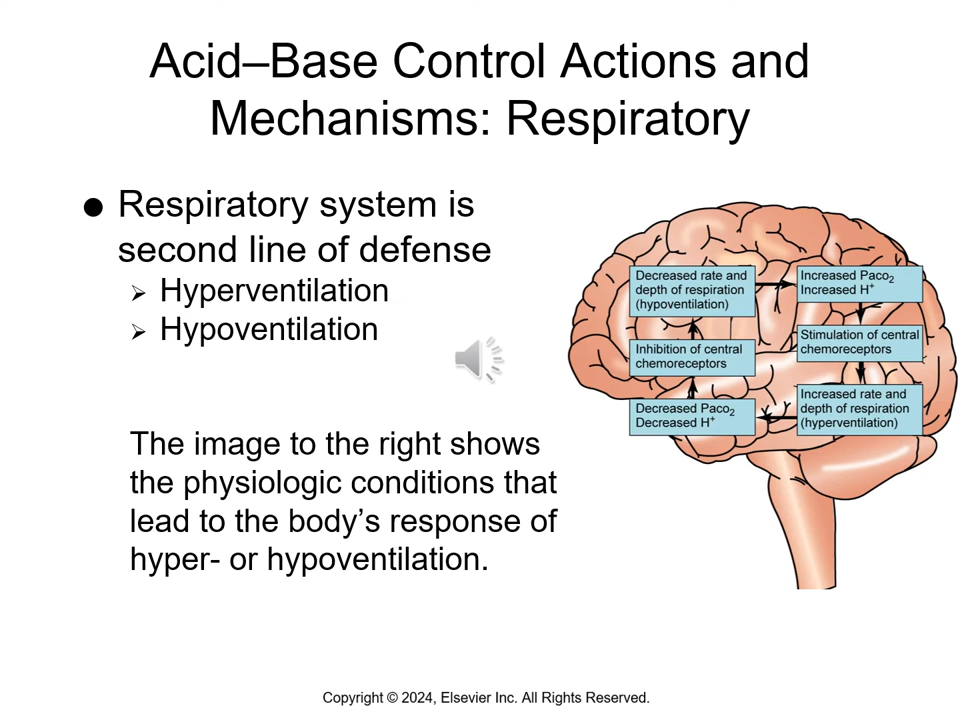 Acid–Base Control Actions and
Mechanisms: Respiratory
● Respiratory system is
second line of defense
➢ Hyperventilation
➢ Hypoventilation
The image to the right shows
the physiologic conditions that
lead to the body’s response of
hyper- or hypoventilation.
Decreased rate and
depth of respiration
(hypoventilation)
Increased Paco₂
Increased H⁺
Stimulation of central
chemoreceptors
Increased rate and
depth of respiration
(hyperventilation)
Decreased Paco₂
Decreased H⁺
Inhibition of central
chemoreceptors
Copyright © 2024, Elsevier Inc. All Rights Reserved.